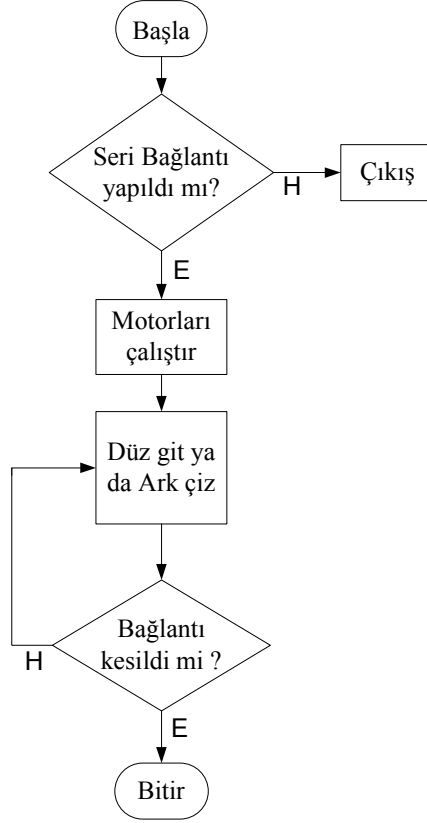 Başla
Seri Bağlantı
yapıldı mı?
H
Çıkış
E
Motorları
çalıştır
Düz git ya
da Ark çiz
Bağlantı
kesildi mi ?
H
E
Bitir